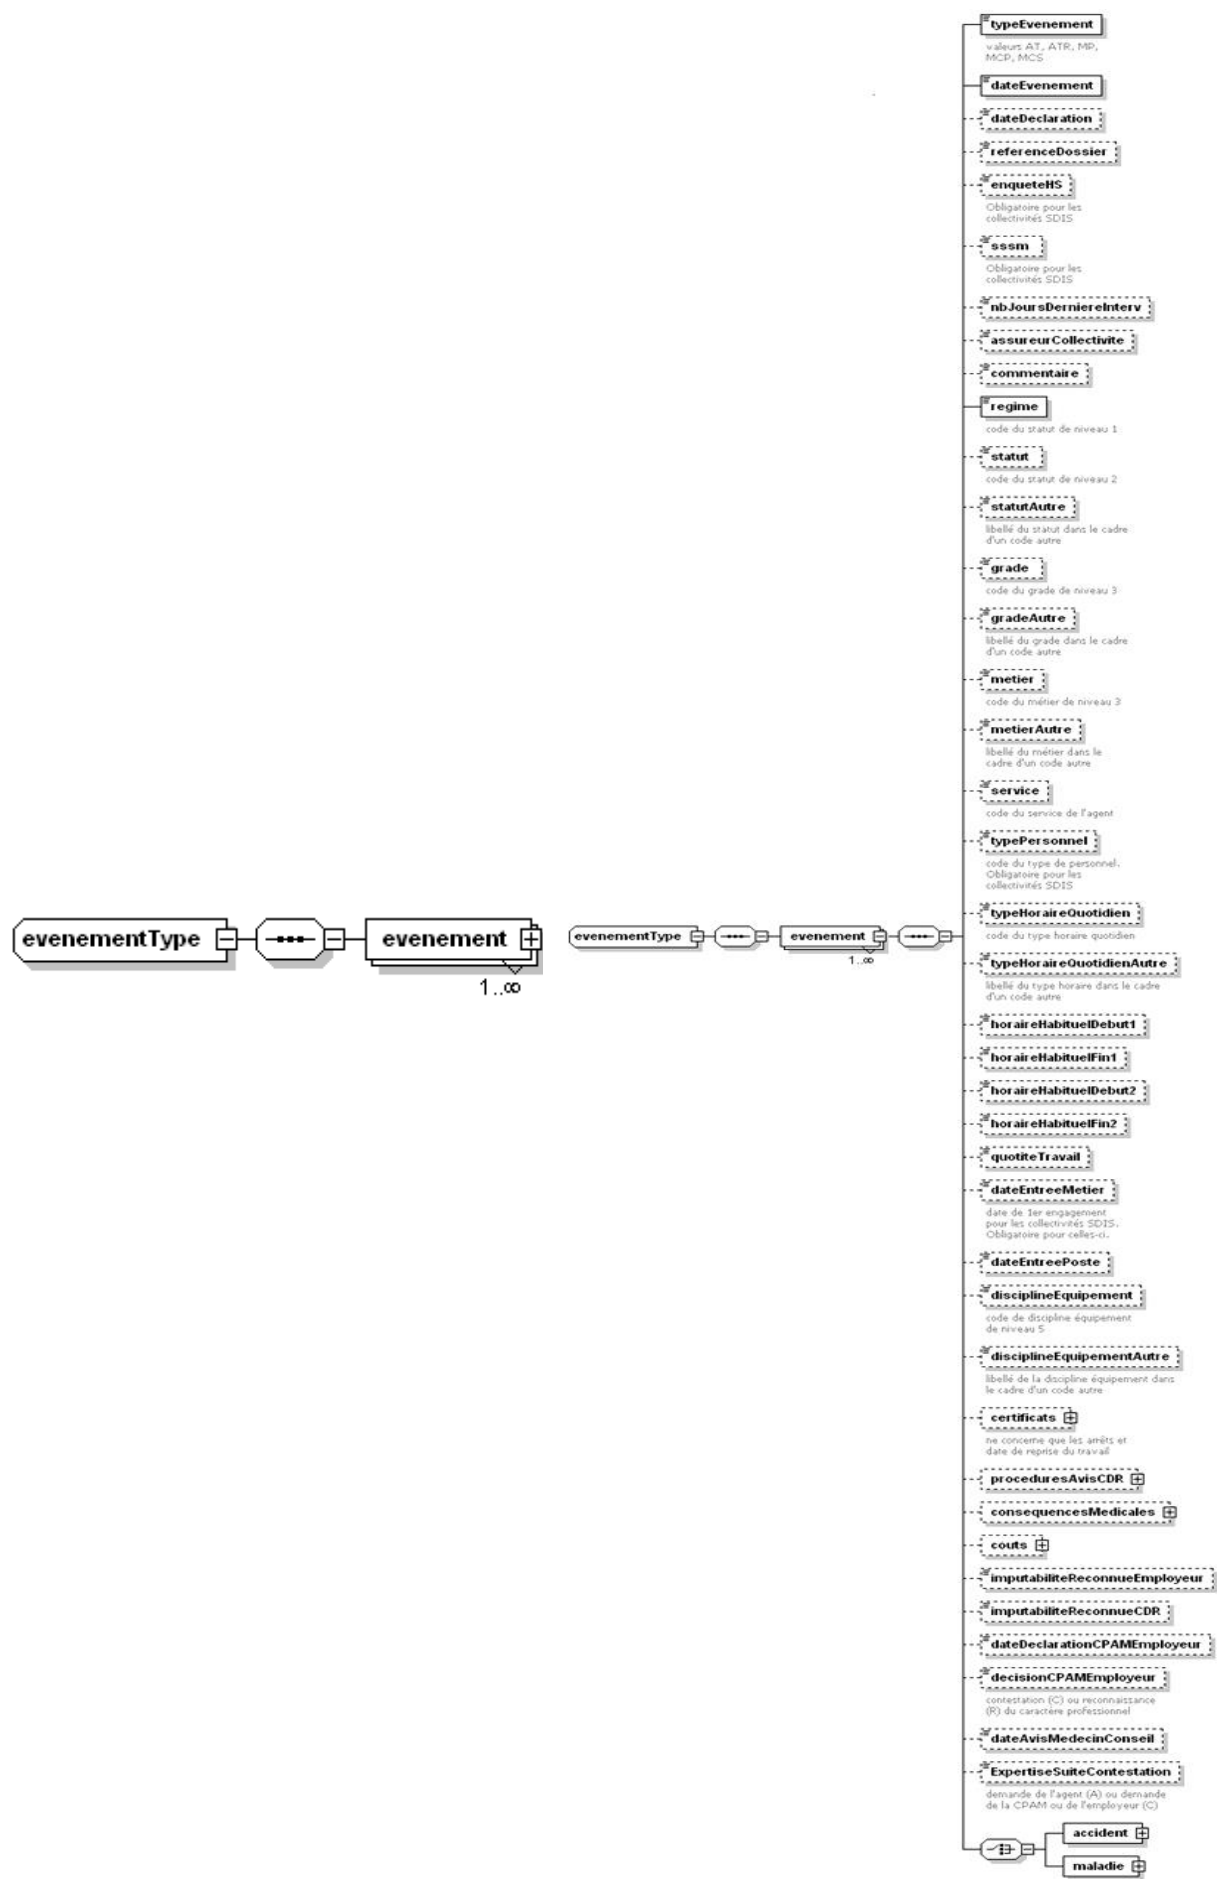 evenementType
evenement
1..∞
evenementType
evenement
1..∞
typeEvenement
valeurs AT, ATR, MP,
MCP, MCS
dateEvenement
dateDeclaration
referenceDossier
enqueteHS
Obligatoire pour les
collectivités SDIS
sssm
Obligatoire pour les
collectivités SDIS
nbJoursDerniereInterv
assureurCollectivite
commentaire
regime
code du statut de niveau 1
statut
code du statut de niveau 2
statutAutre
libellé du statut dans le cadre
d'un code autre
grade
code du grade de niveau 3
gradeAutre
libellé du grade dans le cadre
d'un code autre
metier
code du métier de niveau 3
metierAutre
libellé du métier dans le
cadre d'un code autre
service
code du service de l'agent
typePersonnel
code du type de personnel.
Obligatoire pour les
collectivités SDIS
typeHoraireQuotidien
code du type horaire quotidien
typeHoraireQuotidienAutre
libellé du type horaire dans le cadre
d'un code autre
horaireHabituelDebut1
horaireHabituelFin1
horaireHabituelDebut2
horaireHabituelFin2
quotiteTravail
dateEntreeMetier
date de 1er engagement
pour les collectivités SDIS.
Obligatoire pour celles-ci.
dateEntreePoste
disciplineEquipement
code de discipline équipement
de niveau 5
disciplineEquipementAutre
libellé de la discipline équipement dans
le cadre d'un code autre
certificats
ne concerne que les arrêts et
date de reprise du travail
proceduresAvisCDR
consequencesMedicales
couts
imputabiliteReconnueEmployeur
imputabiliteReconnueCDR
dateDeclarationCPAMEmployeur
decisionCPAMEmployeur
contestation (C) ou reconnaissance
(R) du caractère professionnel
dateAvisMedecinConseil
ExpertiseSuiteContestation
demande de l'agent (A) ou demande
de la CPAM ou de l'employeur (C)
accident
maladie